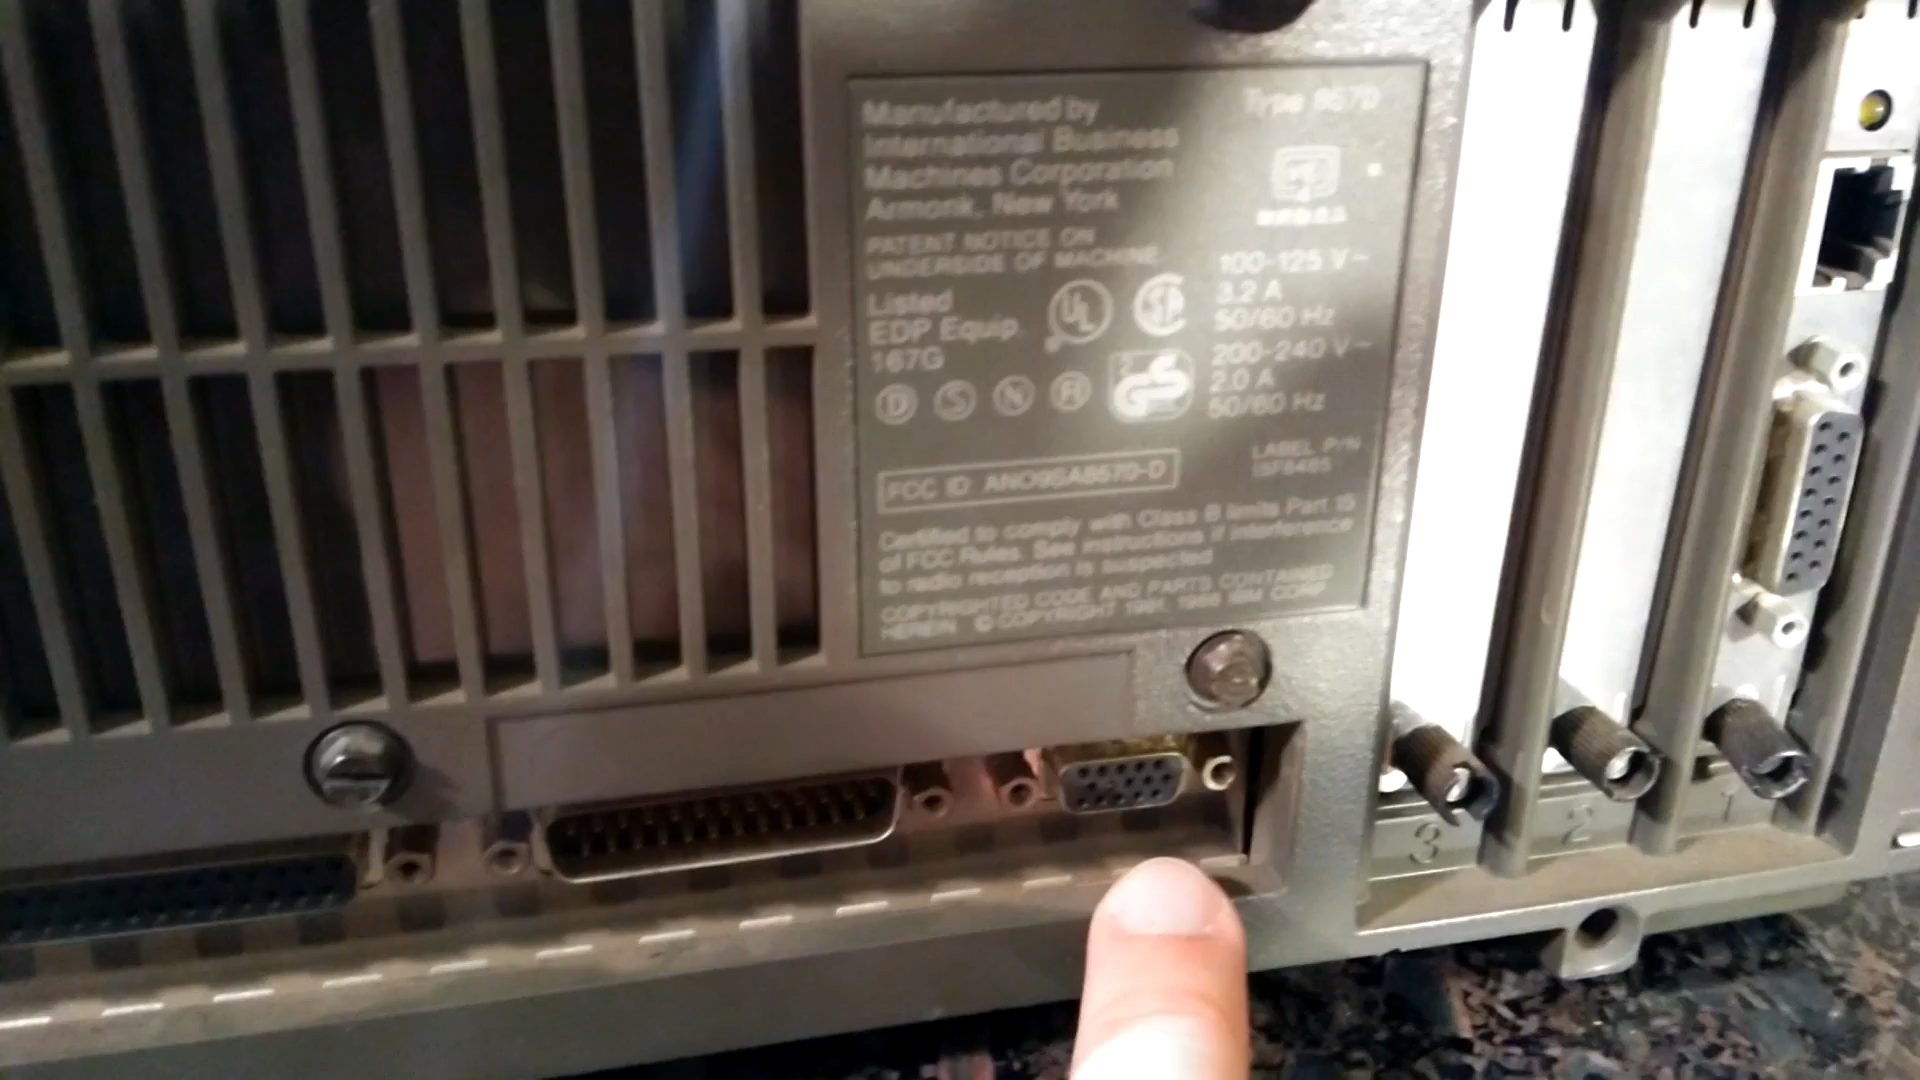 Manufactured by
International Business
Machines Corporation
Armonk, New York
PATENT NOTICE ON
UNDERSIDE OF MACHINE
Listed
EDP Equip
167G
UL
D S N R
GS
Type
100-125 V~
3.2 A
50/60 Hz
200-240 V~
2.0 A
50/60 Hz
LABEL P/N
FCC ID ANO9SA8570-D
Certified to comply with Class B limits Part 15
of FCC Rules. See instructions if interference
to radio reception is suspected
COPYRIGHTED CODE AND PARTS CONTAINED
HEREIN. © COPYRIGHT 1981, IBM CORP
3
2
1